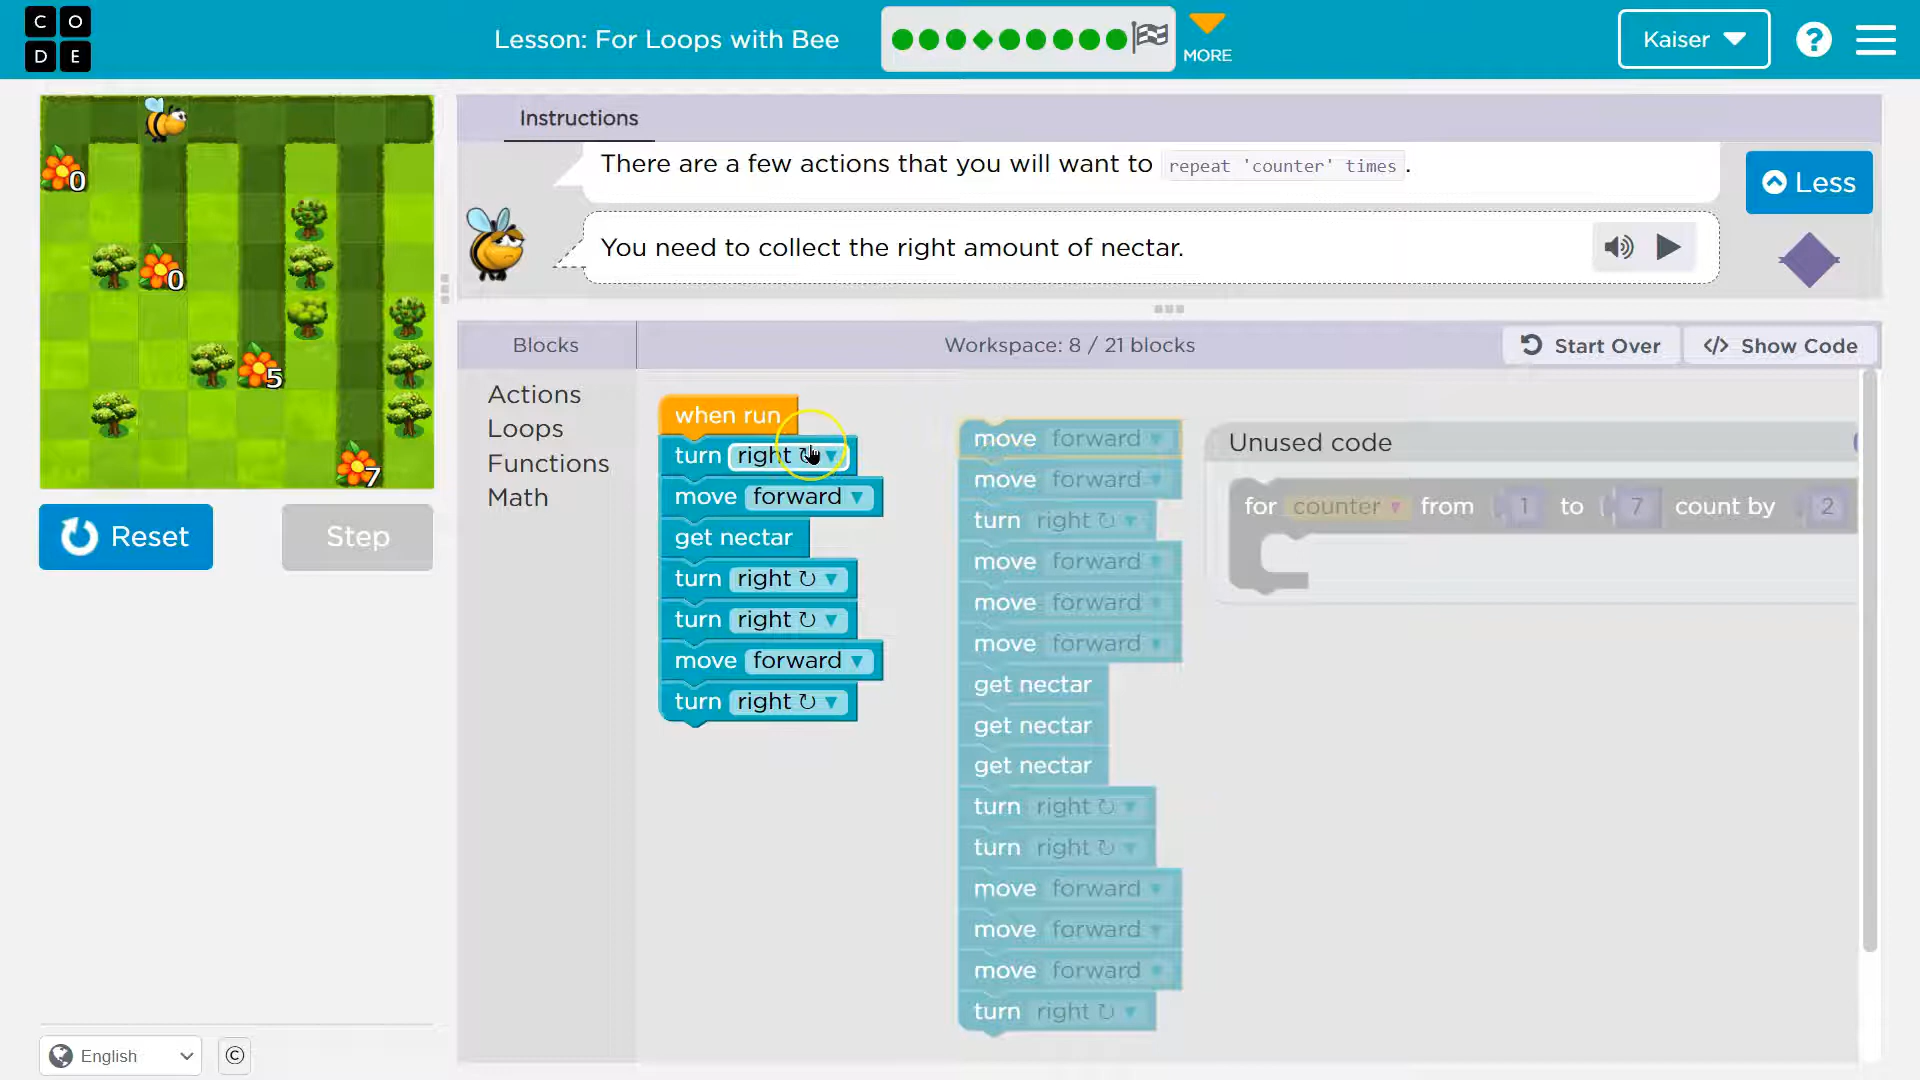 CODE
Lesson: For Loops with Bee
MORE
Kaiser
?
Instructions
There are a few actions that you will want to repeat 'counter' times.
Less
You need to collect the right amount of nectar.
0
0
5
7
Reset
Step
Blocks
Workspace: 8 / 21 blocks
Start Over
</> Show Code
Actions
Loops
Functions
Math
when run
turn right ↻
move forward
get nectar
turn right ↻
turn right ↻
move forward
turn right ↻
move forward
move forward
turn right ↻
move forward
move forward
move forward
get nectar
get nectar
get nectar
turn right ↻
turn right ↻
move forward
move forward
move forward
turn right ↻
Unused code
for counter from 1 to 7 count by 2
English
©